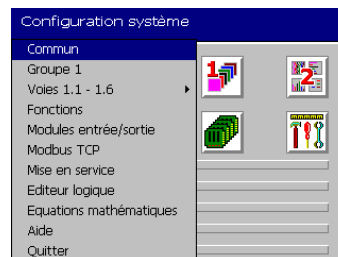 Configuration système
Commun
Groupe 1
Voies 1.1 - 1.6
Fonctions
Modules entrée/sortie
Modbus TCP
Mise en service
Editeur logique
Equations mathématiques
Aide
Quitter
1
2